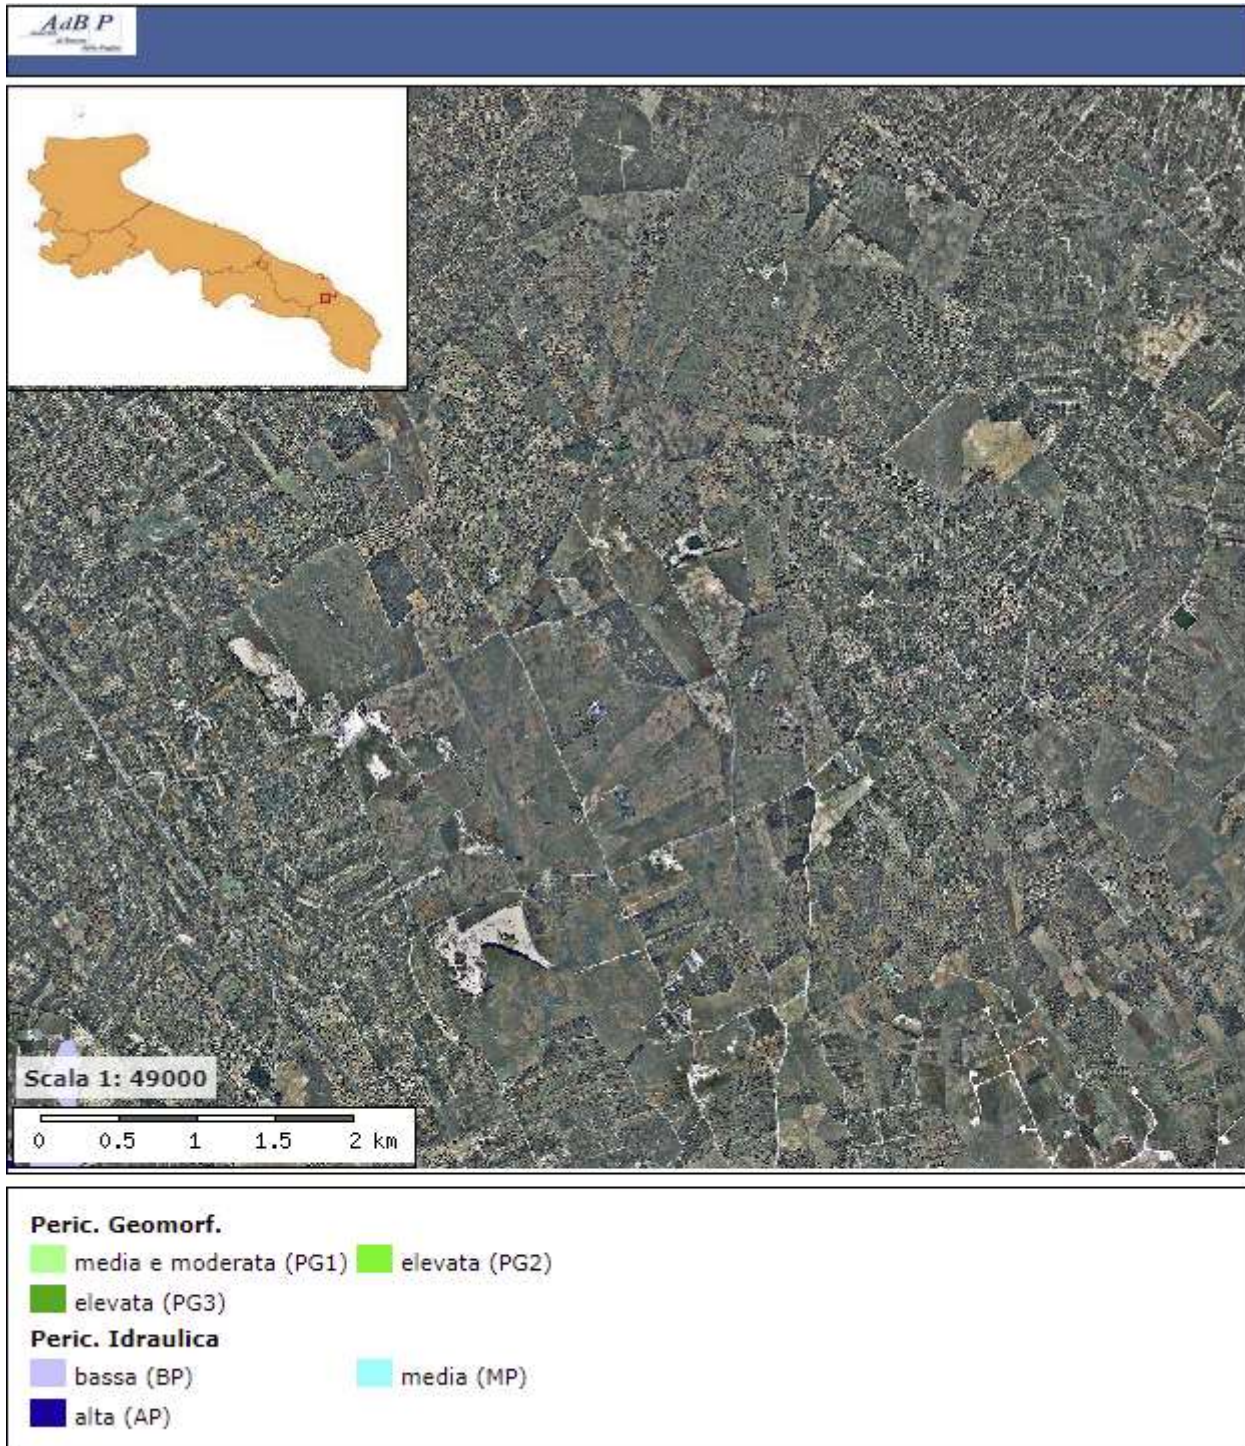 AdB P
Scala 1: 49000
0 0.5 1 1.5 2 km
Peric. Geomorf.
media e moderata (PG1) elevata (PG2)
elevata (PG3)
Peric. Idraulica
bassa (BP) media (MP)
alta (AP)